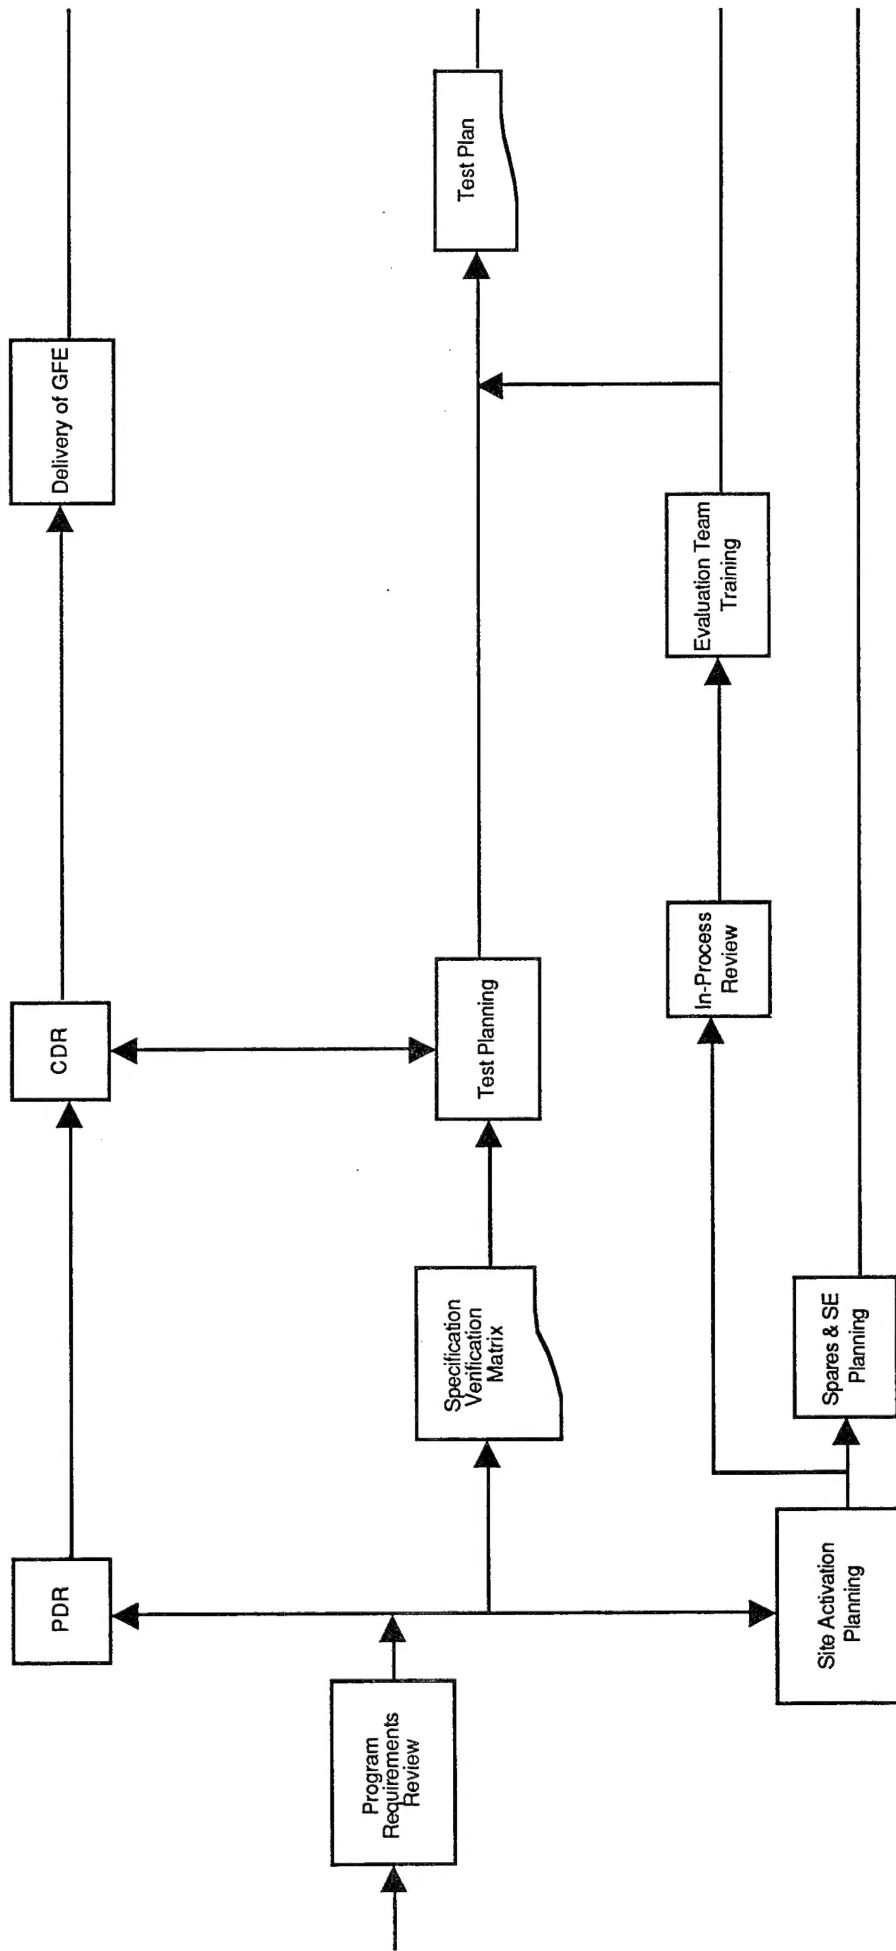 PDR
CDR
Delivery of GFE
Program
Requirements
Review
Specification
Verification
Matrix
Test Planning
Test Plan
In-Process
Review
Evaluation Team
Training
Site Activation
Planning
Spares & SE
Planning